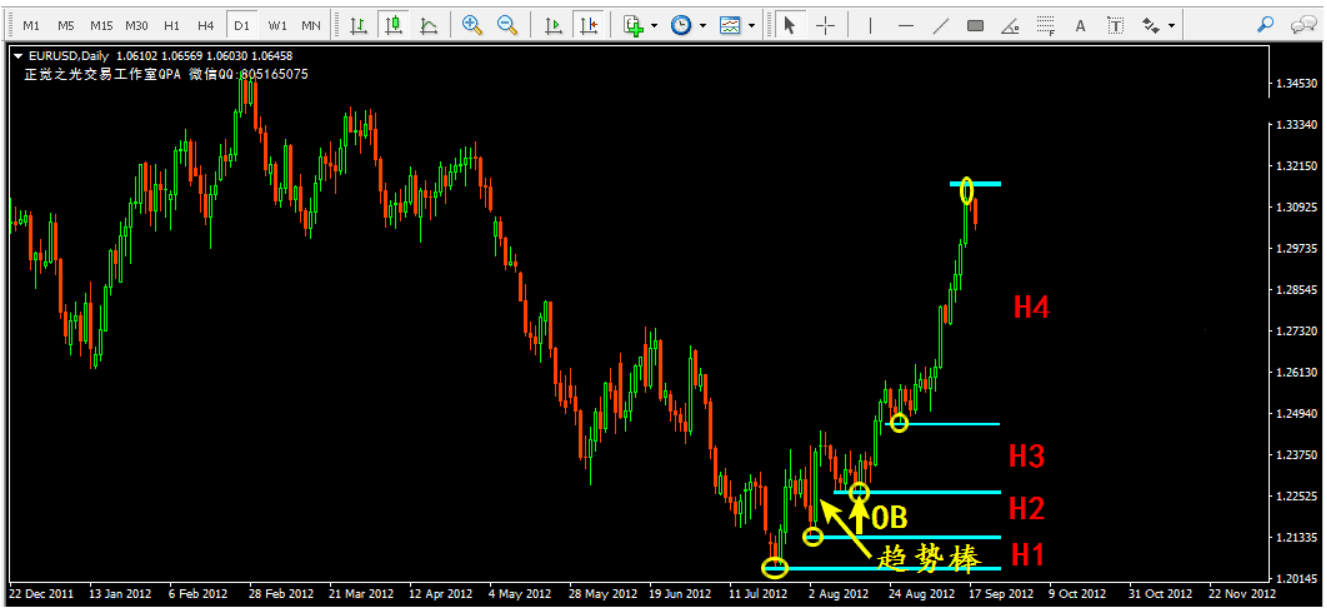 M1 M5 M15 M30 H1 H4 D1 W1 MN
F A T
EURUSD,Daily 1.06102 1.06569 1.06030 1.06458
正觉之光交易工作室QPA 微信QQ:805165075
1.34530
1.33340
1.32150
1.30925
1.29735
1.28545
H4
1.27320
1.26130
1.24940
1.23750
H3
1.22525
H2
OB
1.21335
H1
趋势棒
1.20145
22 Dec 2011 13 Jan 2012 6 Feb 2012 28 Feb 2012 21 Mar 2012 12 Apr 2012 4 May 2012 28 May 2012 19 Jun 2012 11 Jul 2012 2 Aug 2012 24 Aug 2012 17 Sep 2012 9 Oct 2012 31 Oct 2012 22 Nov 2012